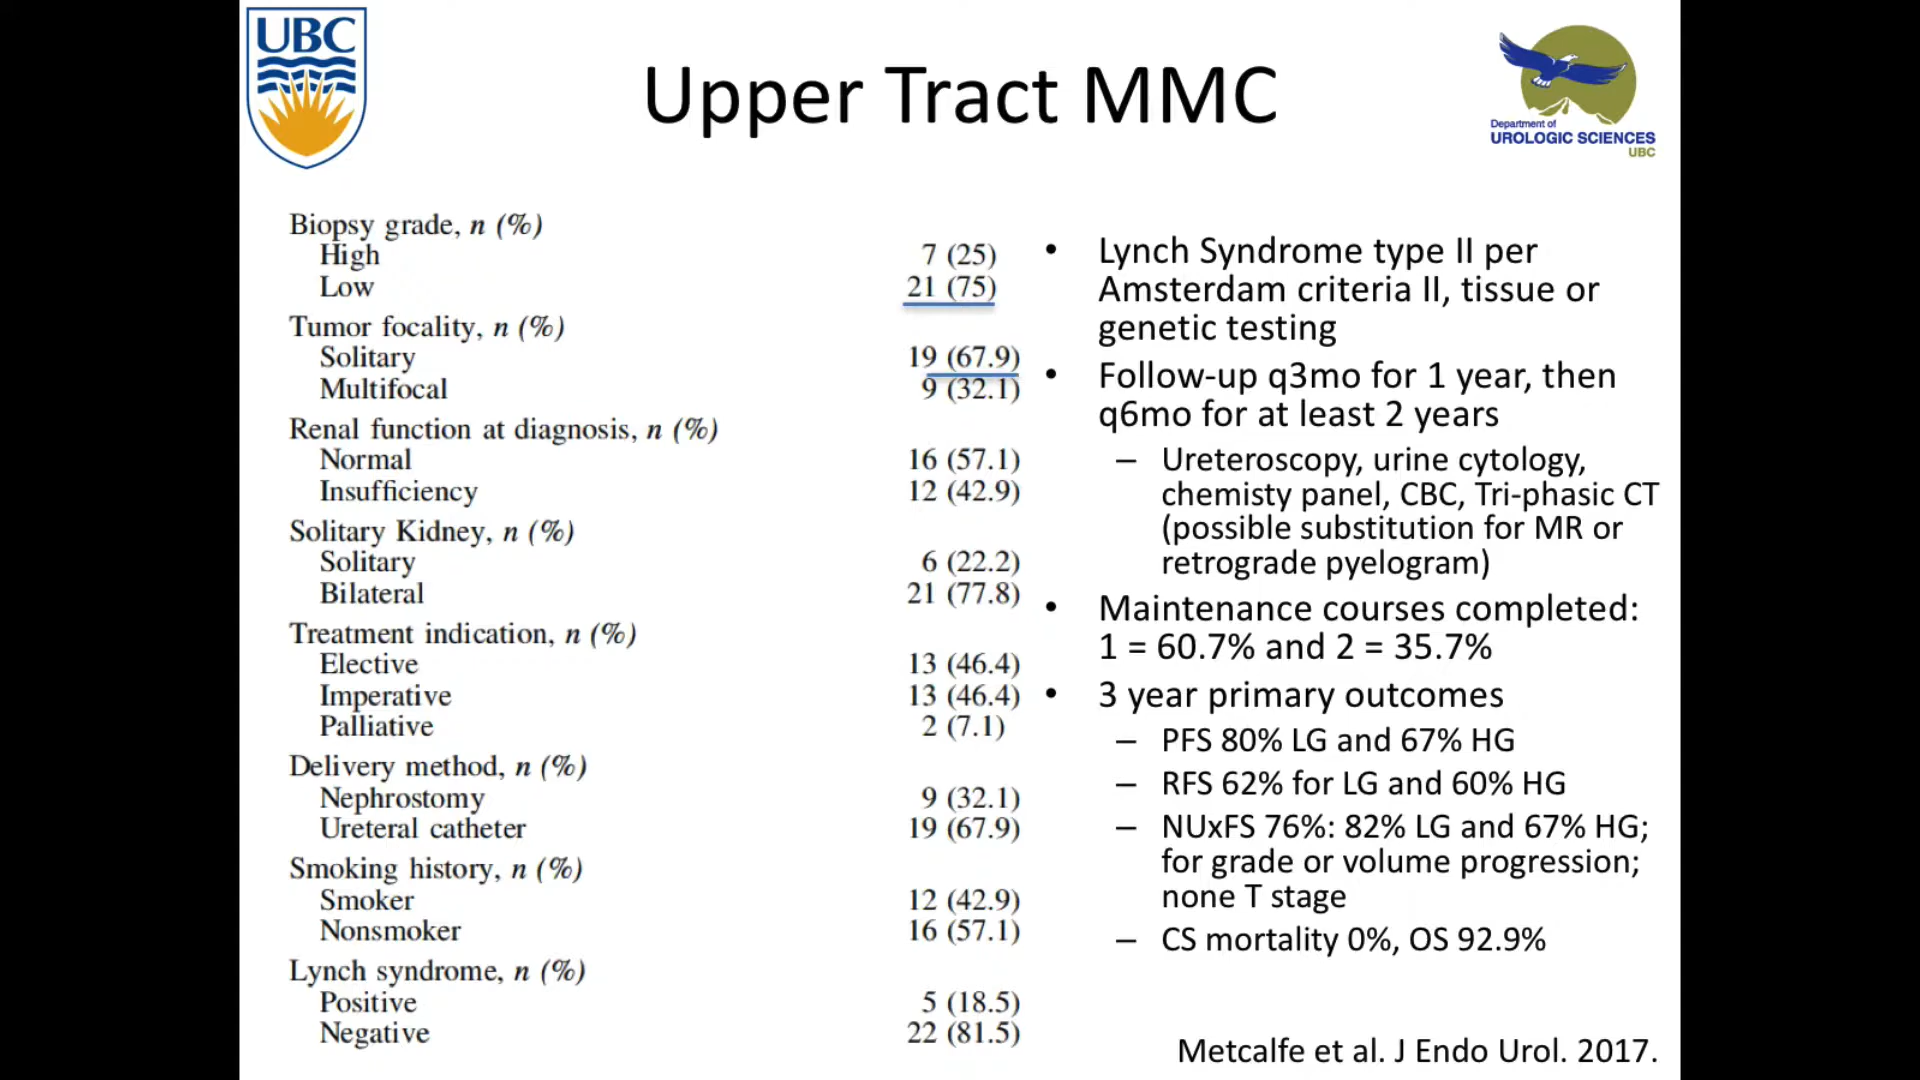 UBC
Upper Tract MMC
Department of
UROLOGIC SCIENCES
UBC
Biopsy grade, n (%)
High 7 (25)
Low 21 (75)
Tumor focality, n (%)
Solitary 19 (67.9)
Multifocal 9 (32.1)
Renal function at diagnosis, n (%)
Normal 16 (57.1)
Insufficiency 12 (42.9)
Solitary Kidney, n (%)
Solitary 6 (22.2)
Bilateral 21 (77.8)
Treatment indication, n (%)
Elective 13 (46.4)
Imperative 13 (46.4)
Palliative 2 (7.1)
Delivery method, n (%)
Nephrostomy 9 (32.1)
Ureteral catheter 19 (67.9)
Smoking history, n (%)
Smoker 12 (42.9)
Nonsmoker 16 (57.1)
Lynch syndrome, n (%)
Positive 5 (18.5)
Negative 22 (81.5)
• Lynch Syndrome type II per
Amsterdam criteria II, tissue or
genetic testing
• Follow-up q3mo for 1 year, then
q6mo for at least 2 years
– Ureteroscopy, urine cytology,
chemisty panel, CBC, Tri-phasic CT
(possible substitution for MR or
retrograde pyelogram)
• Maintenance courses completed:
1 = 60.7% and 2 = 35.7%
• 3 year primary outcomes
– PFS 80% LG and 67% HG
– RFS 62% for LG and 60% HG
– NUxFS 76%: 82% LG and 67% HG;
for grade or volume progression;
none T stage
– CS mortality 0%, OS 92.9%
Metcalfe et al. J Endo Urol. 2017.